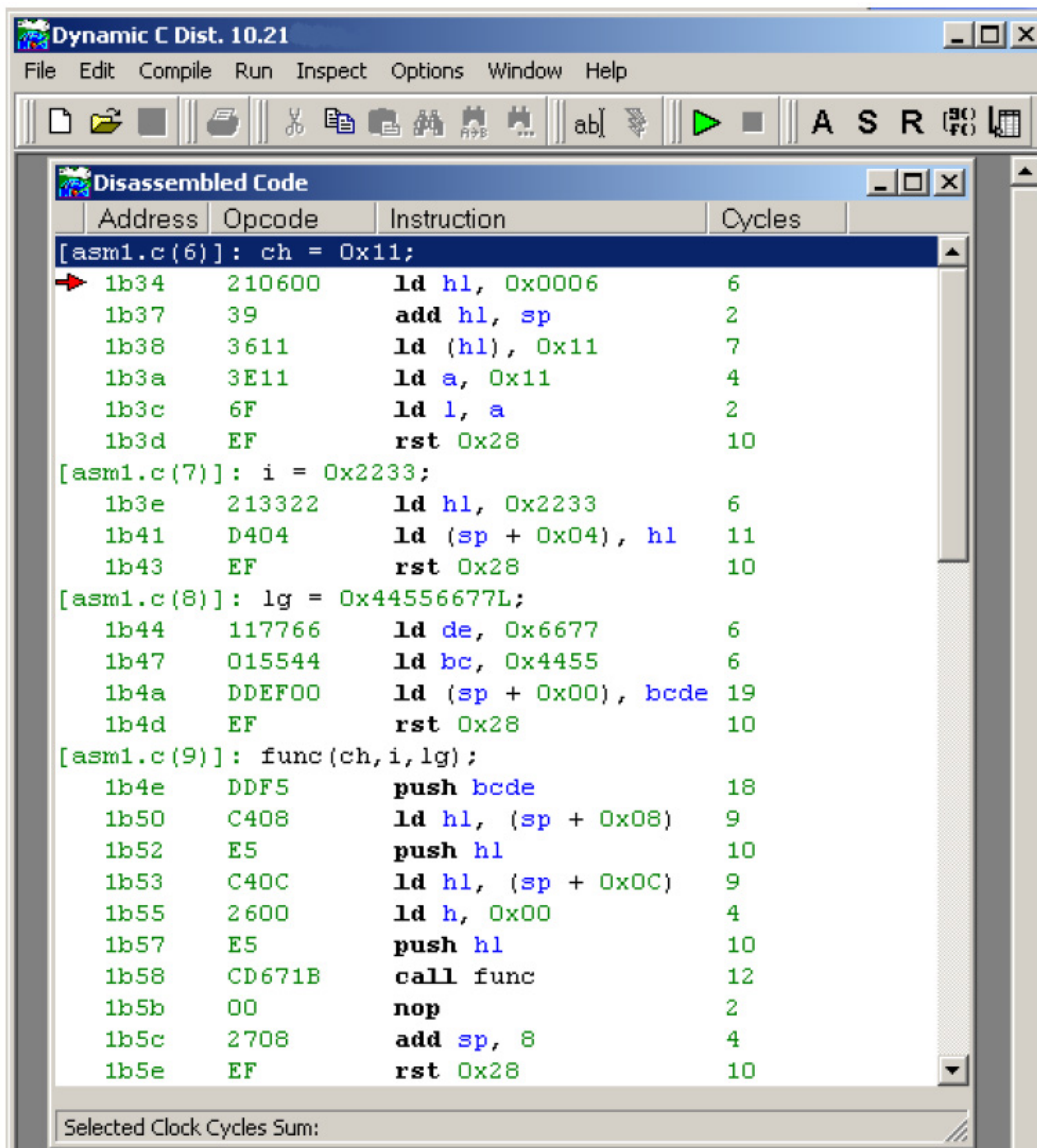 Dynamic C Dist. 10.21
File Edit Compile Run Inspect Options Window Help
ab A S R
Disassembled Code
Address Opcode Instruction Cycles
[asm1.c(6)]: ch = 0x11;
1b34 210600 ld hl, 0x0006 6
1b37 39 add hl, sp 2
1b38 3611 ld (hl), 0x11 7
1b3a 3E11 ld a, 0x11 4
1b3c 6F ld l, a 2
1b3d EF rst 0x28 10
[asm1.c(7)]: i = 0x2233;
1b3e 213322 ld hl, 0x2233 6
1b41 D404 ld (sp + 0x04), hl 11
1b43 EF rst 0x28 10
[asm1.c(8)]: lg = 0x44556677L;
1b44 117766 ld de, 0x6677 6
1b47 015544 ld bc, 0x4455 6
1b4a DDEF00 ld (sp + 0x00), bcde 19
1b4d EF rst 0x28 10
[asm1.c(9)]: func(ch,i,lg);
1b4e DDF5 push bcde 18
1b50 C408 ld hl, (sp + 0x08) 9
1b52 E5 push hl 10
1b53 C40C ld hl, (sp + 0x0C) 9
1b55 2600 ld h, 0x00 4
1b57 E5 push hl 10
1b58 CD671B call func 12
1b5b 00 nop 2
1b5c 2708 add sp, 8 4
1b5e EF rst 0x28 10
Selected Clock Cycles Sum: